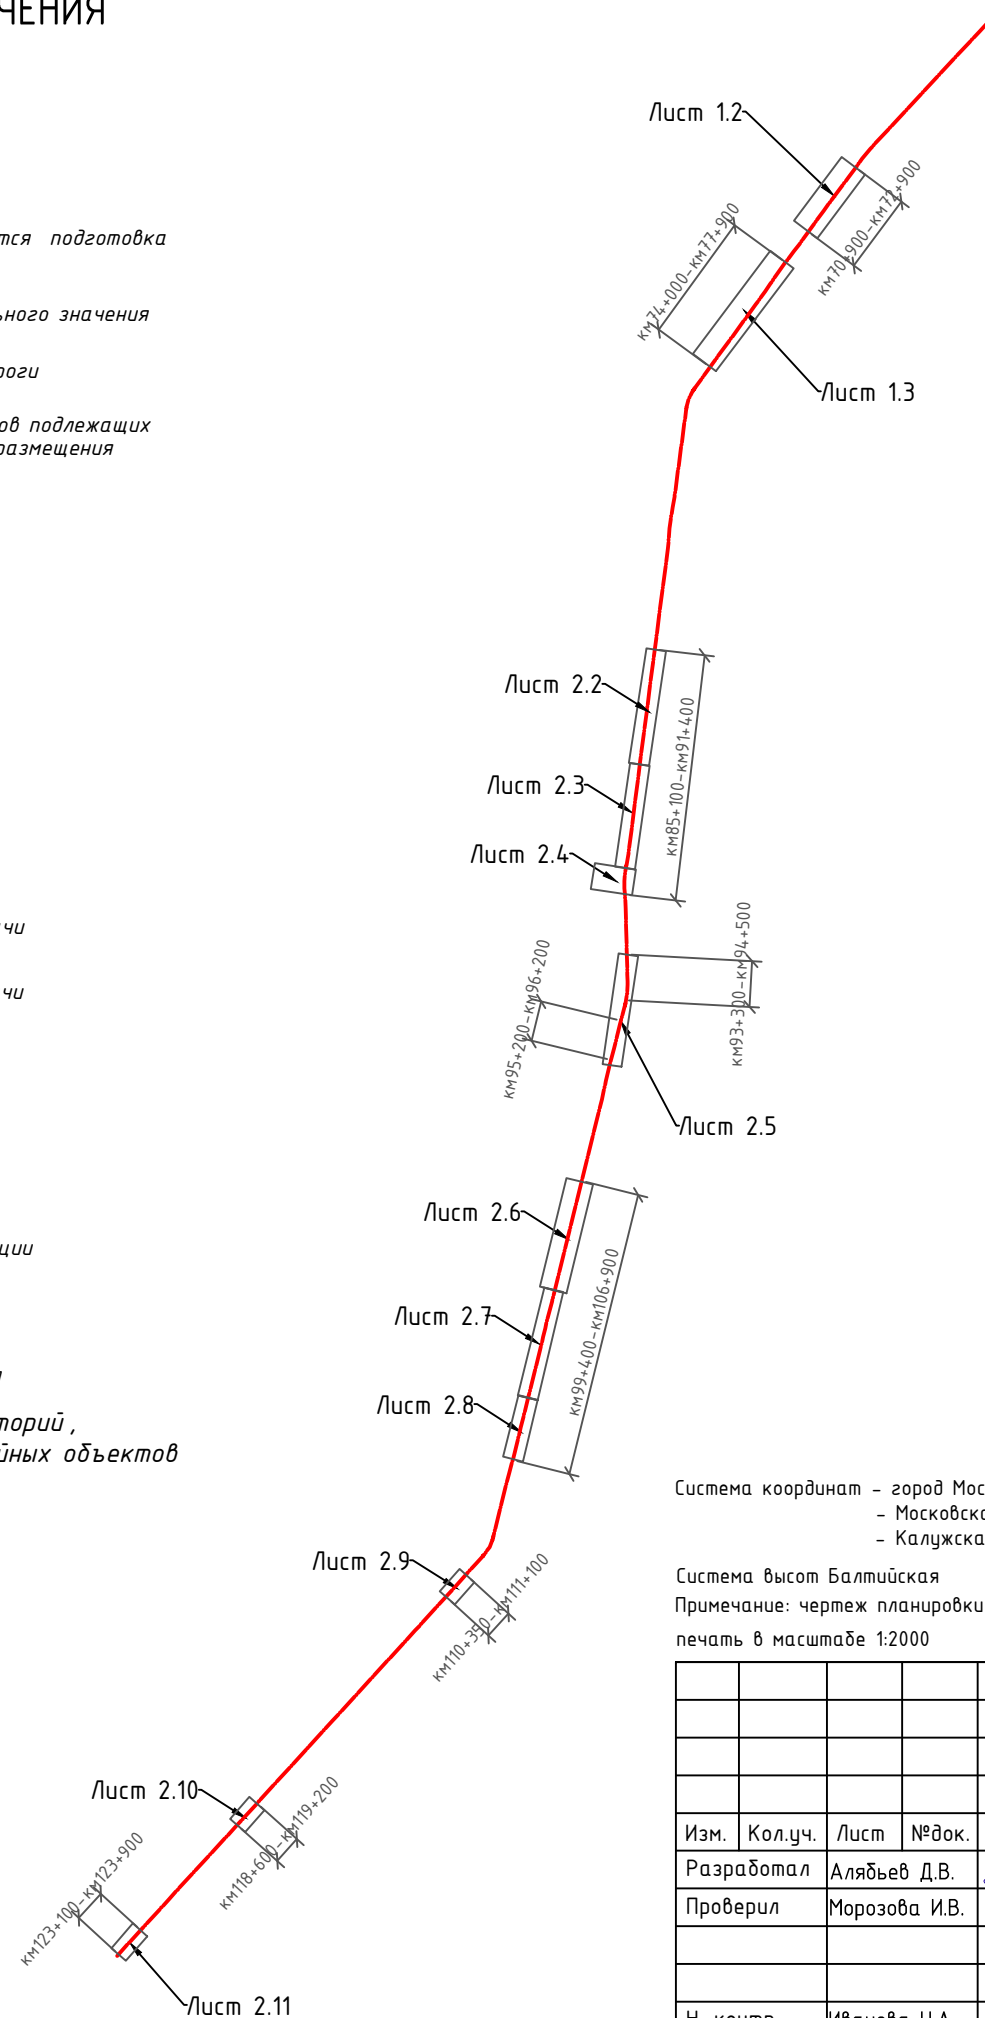 ЧЕНИЯ
Лист 1.2
км70+900-км72+900
тся подготовка
км74+000-км77+900
ьного значения
роги
Лист 1.3
ов подлежащих
размещения
Лист 2.2
км85+100-км91+400
Лист 2.3
Лист 2.4
чи
км93+300-км94+500
км95+200-км96+200
чи
Лист 2.5
Лист 2.6
ции
км99+400-км106+900
Лист 2.7
Лист 2.8
торий,
йных объектов
Система координат - город Мос
- Московско
- Калужска
Лист 2.9
км110+350-км111+100
Система высот Балтийская
Примечание: чертеж планировки
печать в масштабе 1:2000
Лист 2.10
км118+600-км119+200
Изм. Кол.уч. Лист №док.
км123+100-км123+900
Разработал Алябьев Д.В.
Проверил Морозова И.В.
Лист 2.11
Н. контр. Иванова Н.А.